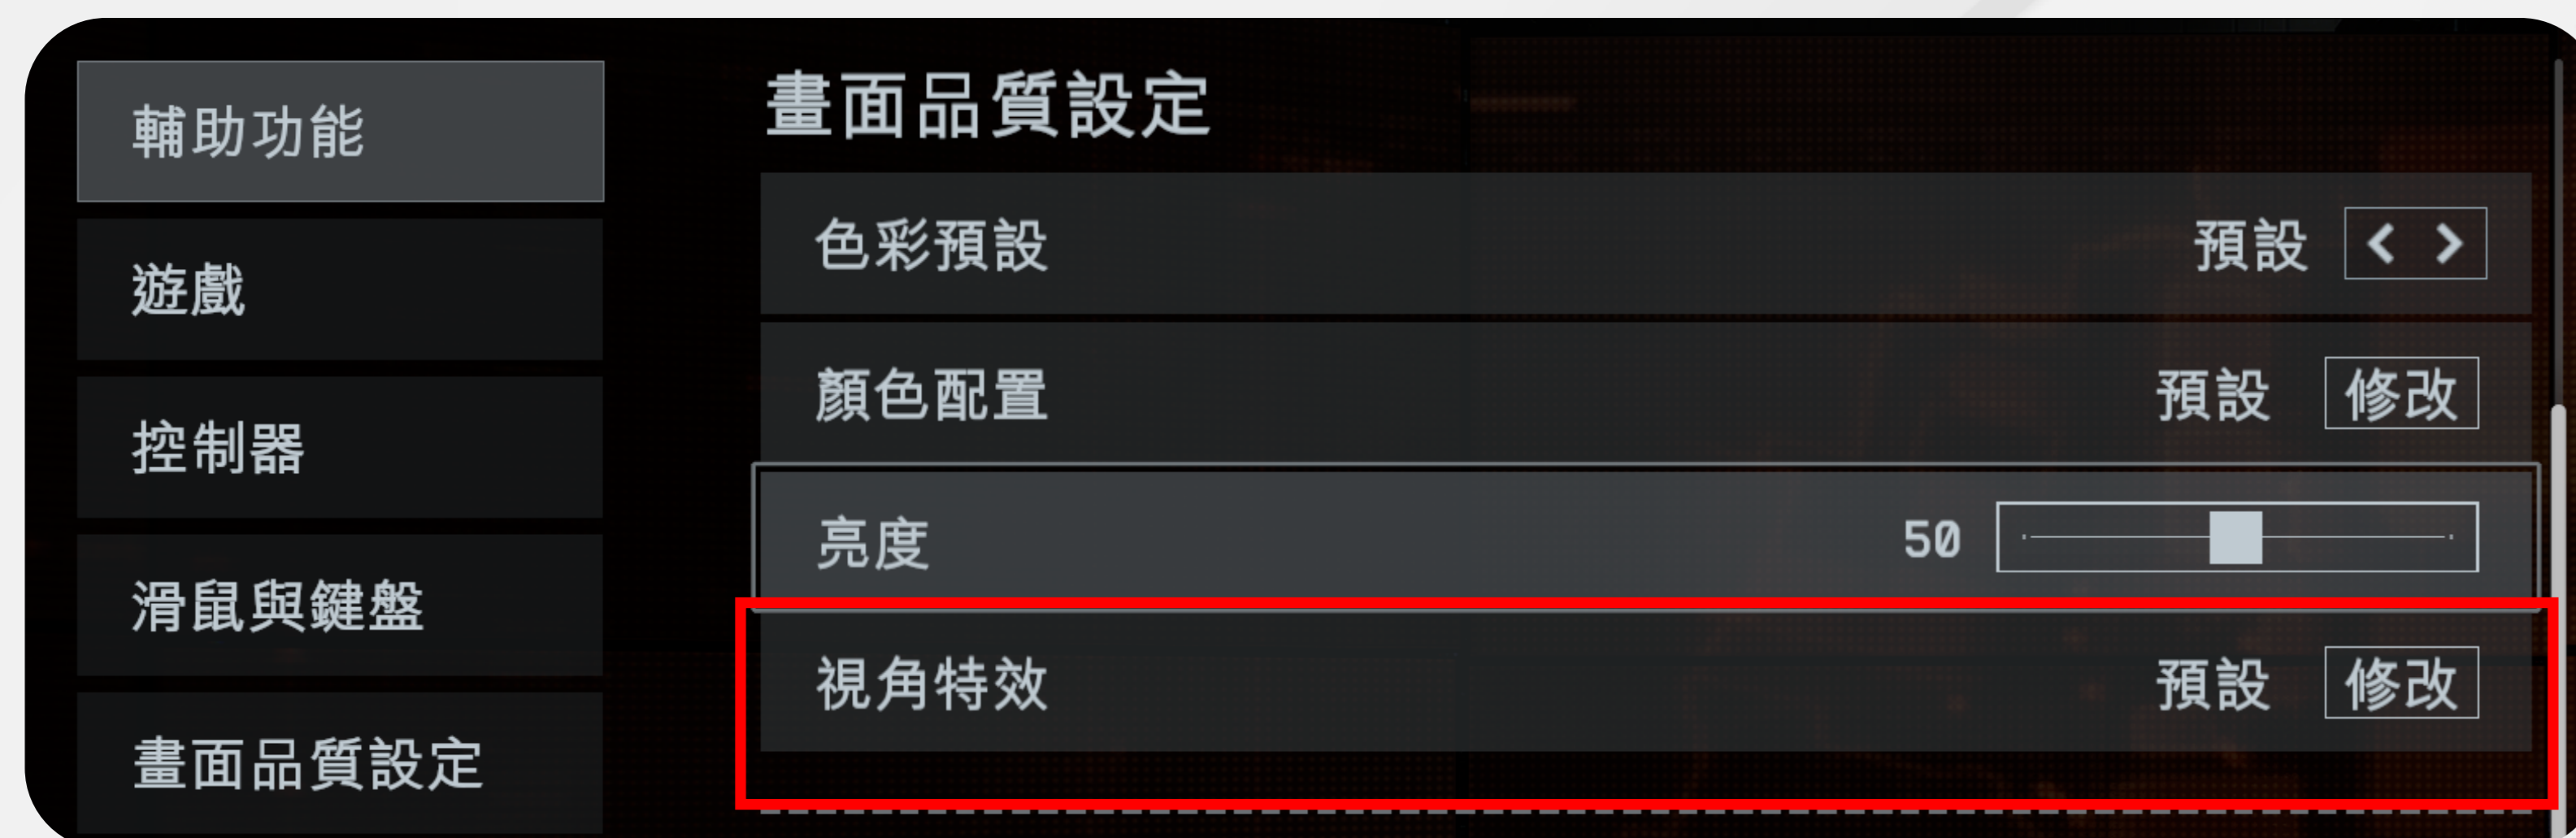 輔助功能
遊戲
控制器
滑鼠與鍵盤
畫面品質設定
畫面品質設定
色彩預設 預設
顏色配置 預設 修改
亮度 50
視角特效 預設 修改